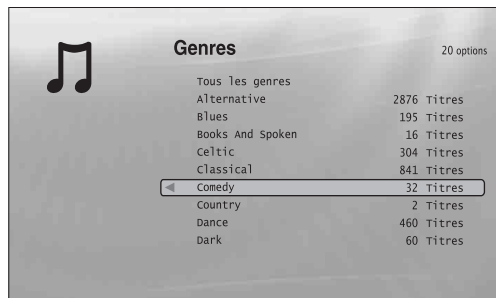 Genres
20 options
Tous les genres
Alternative 2876 Titres
Blues 195 Titres
Books And Spoken 16 Titres
Celtic 304 Titres
Classical 841 Titres
Comedy 32 Titres
Country 2 Titres
Dance 460 Titres
Dark 60 Titres